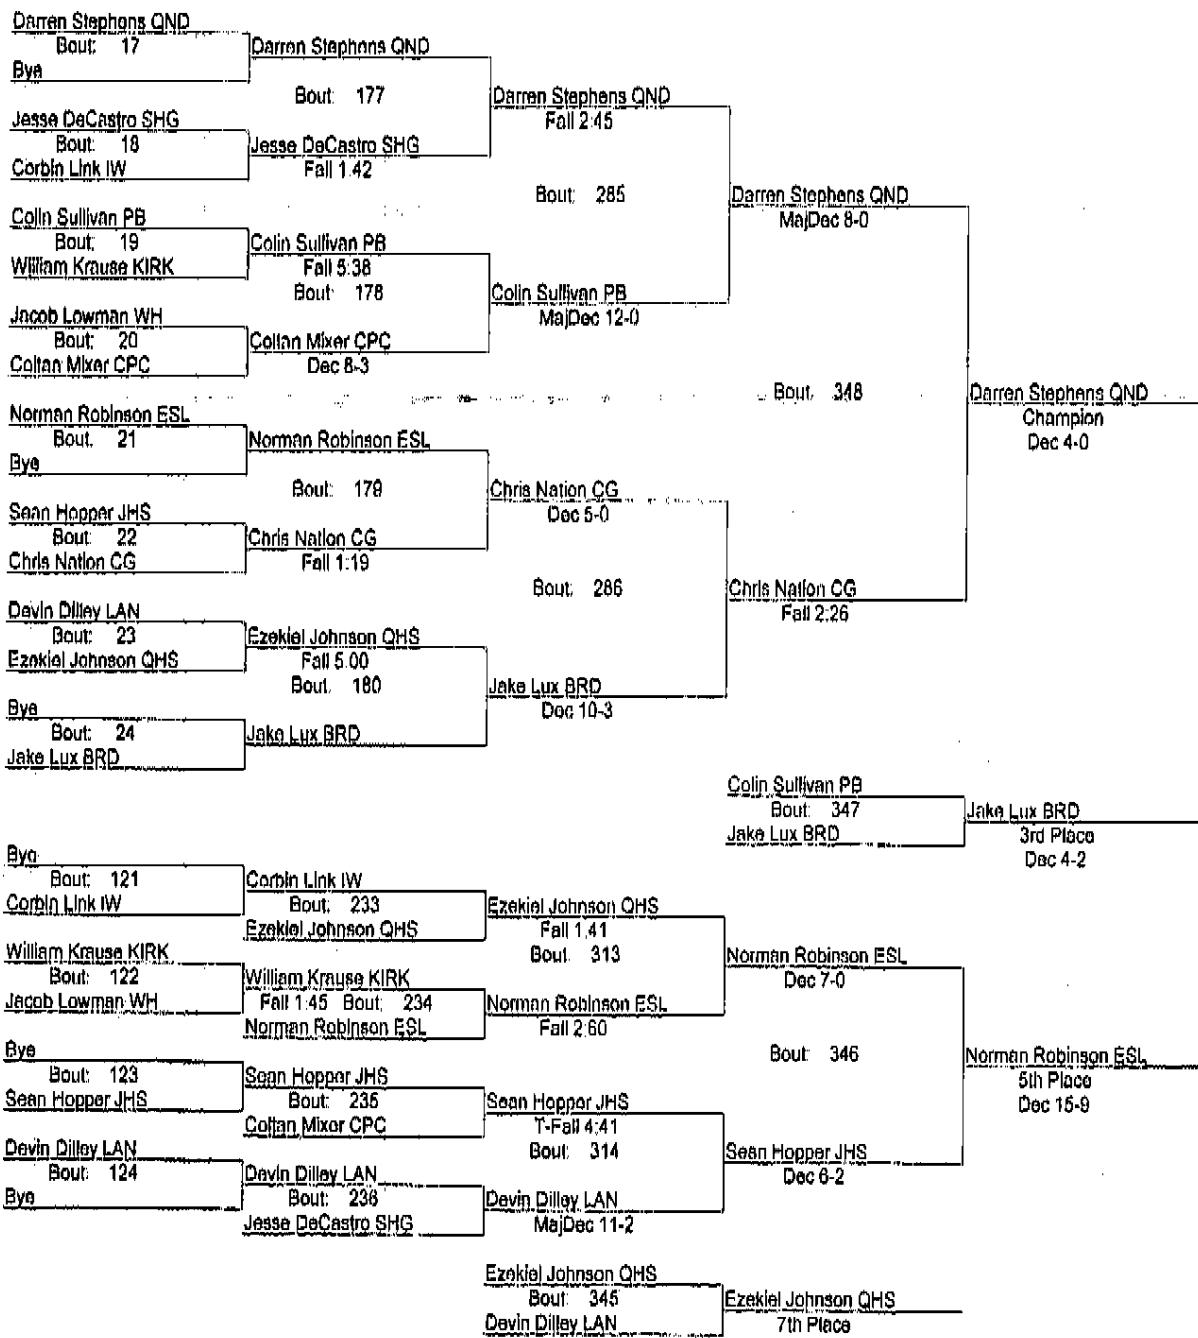 Darren Stephens QND
Bout: 17
Bye
Darren Stephens QND
Bout: 177
Jesse DeCastro SHG
Bout: 18
Corbin Link IW
Jesse DeCastro SHG
Fall 1:42
Darren Stephens QND
Fall 2:45
Bout: 285
Colin Sullivan PB
Bout: 19
William Krause KIRK
Colin Sullivan PB
Fall 5:38
Bout: 178
Jacob Lowman WH
Bout: 20
Coltan Mixer CPC
Coltan Mixer CPC
Dec 8-3
Colin Sullivan PB
MajDec 12-0
Darren Stephens QND
MajDec 8-0
Bout: 348
Darren Stephens QND
Champion
Dec 4-0
Norman Robinson ESL
Bout: 21
Bye
Norman Robinson ESL
Bout: 179
Sean Hopper JHS
Bout: 22
Chris Nation CG
Chris Nation CG
Fall 1:19
Chris Nation CG
Dec 5-0
Bout: 286
Devin Dilley LAN
Bout: 23
Ezekiel Johnson QHS
Ezekiel Johnson QHS
Fall 5:00
Bout: 180
Bye
Bout: 24
Jake Lux BRD
Jake Lux BRD
Jake Lux BRD
Dec 10-3
Chris Nation CG
Fall 2:26
Colin Sullivan PB
Bout: 347
Jake Lux BRD
Jake Lux BRD
3rd Place
Dec 4-2
Bye
Bout: 121
Corbin Link IW
Corbin Link IW
Bout: 233
Ezekiel Johnson QHS
Ezekiel Johnson QHS
Fall 1:41
Bout: 313
William Krause KIRK
Bout: 122
Jacob Lowman WH
William Krause KIRK
Fall 1:45 Bout: 234
Norman Robinson ESL
Norman Robinson ESL
Fall 2:60
Norman Robinson ESL
Dec 7-0
Bout: 346
Norman Robinson ESL
5th Place
Dec 15-9
Bye
Bout: 123
Sean Hopper JHS
Sean Hopper JHS
Bout: 235
Coltan Mixer CPC
Sean Hopper JHS
T-Fall 4:41
Bout: 314
Devin Dilley LAN
Bout: 124
Bye
Devin Dilley LAN
Bout: 236
Jesse DeCastro SHG
Devin Dilley LAN
MajDec 11-2
Sean Hopper JHS
Dec 6-2
Ezekiel Johnson QHS
Bout: 345
Devin Dilley LAN
Ezekiel Johnson QHS
7th Place